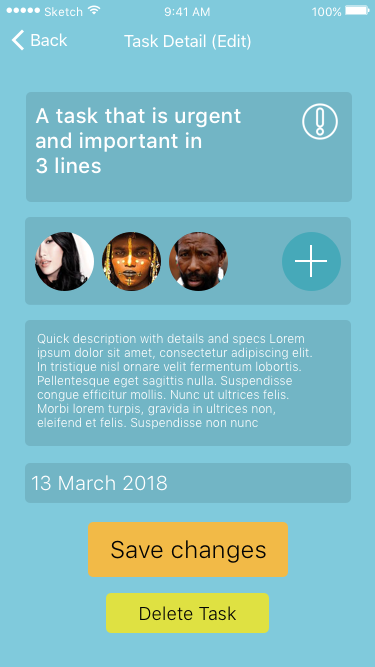 Sketch
9:41 AM
100%
Back
Task Detail (Edit)
A task that is urgent
and important in
3 lines
Quick description with details and specs Lorem
ipsum dolor sit amet, consectetur adipiscing elit.
In tristique nisl ornare velit fermentum lobortis.
Pellentesque eget sagittis nulla. Suspendisse
congue efficitur mollis. Nunc ut ultrices felis.
Morbi lorem turpis, gravida in ultrices non,
eleifend et felis. Suspendisse non nunc
13 March 2018
Save changes
Delete Task